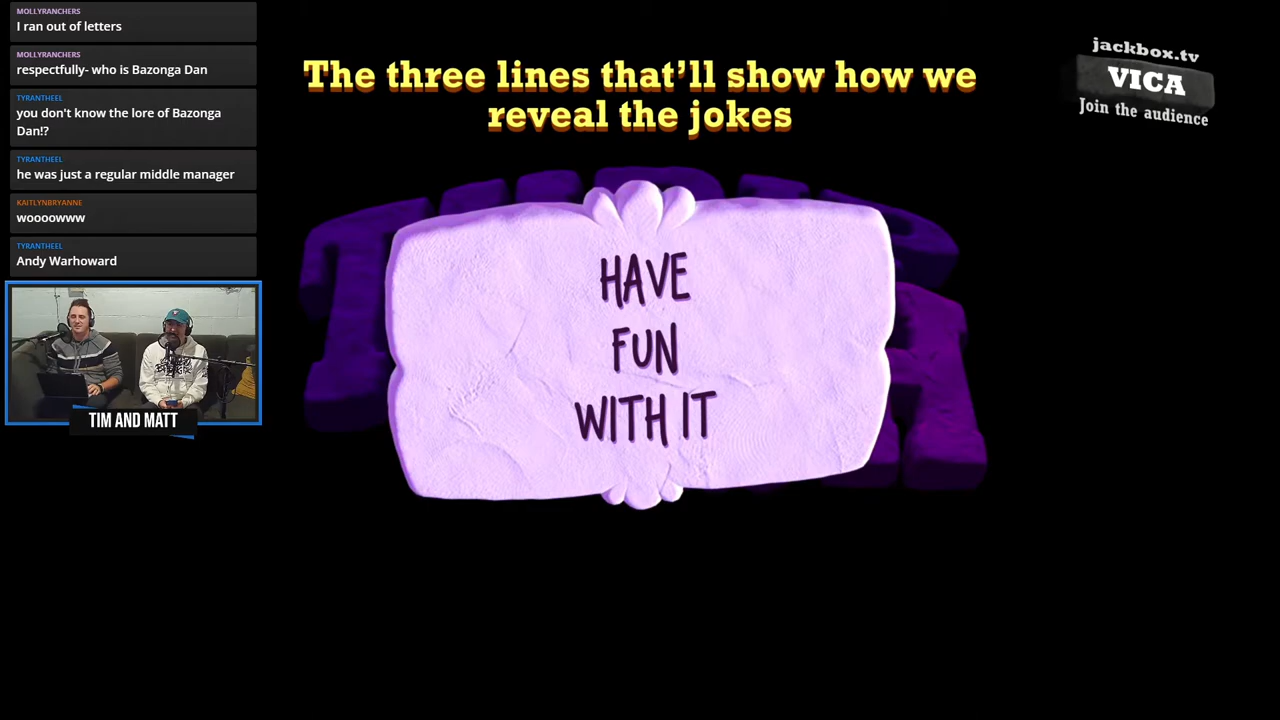 MOLLYRANCHERS
I ran out of letters
MOLLYRANCHERS
respectfully- who is Bazonga Dan
TYRANTHEEL
you don't know the lore of Bazonga
Dan!?
TYRANTHEEL
he was just a regular middle manager
KAITLYNBRYANNE
woooowww
TYRANTHEEL
Andy Warhoward
TIM AND MATT
The three lines that'll show how we
reveal the jokes
HAVE
FUN
WITH IT
jackbox.tv
VICA
Join the audience